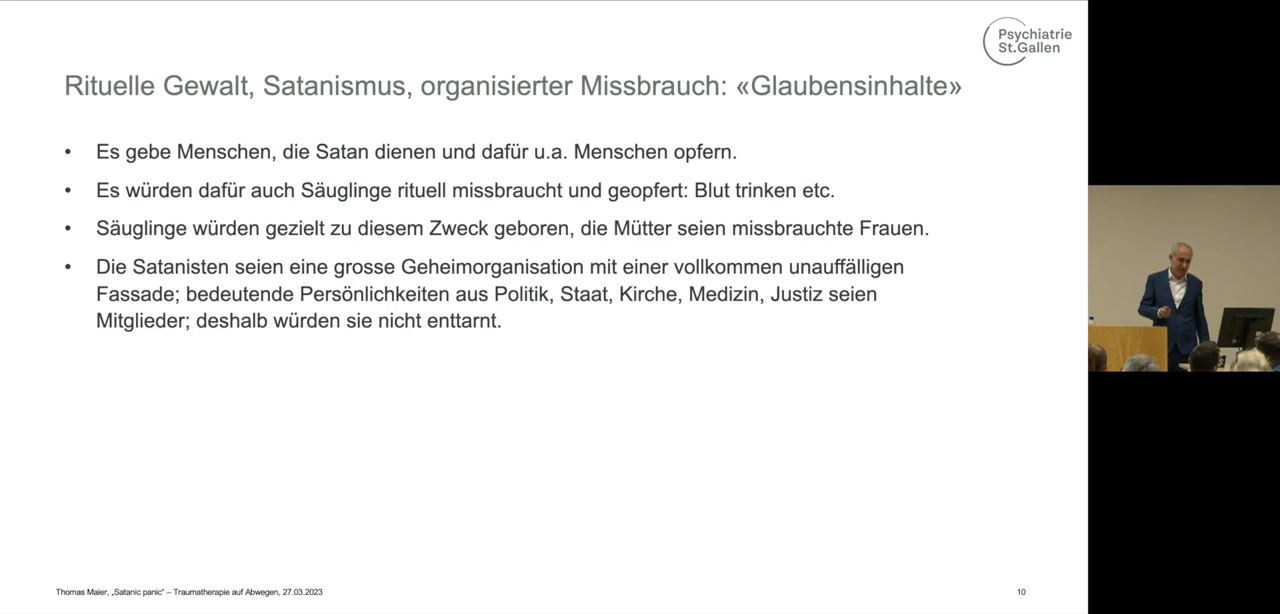 Psychiatrie
St.Gallen
Rituelle Gewalt, Satanismus, organisierter Missbrauch: «Glaubensinhalte»
• Es gebe Menschen, die Satan dienen und dafür u.a. Menschen opfern.
• Es würden dafür auch Säuglinge rituell missbraucht und geopfert: Blut trinken etc.
• Säuglinge würden gezielt zu diesem Zweck geboren, die Mütter seien missbrauchte Frauen.
• Die Satanisten seien eine grosse Geheimorganisation mit einer vollkommen unauffälligen
Fassade; bedeutende Persönlichkeiten aus Politik, Staat, Kirche, Medizin, Justiz seien
Mitglieder; deshalb würden sie nicht enttarnt.
Thomas Maier, „Satanic panic“ – Traumatherapie auf Abwegen, 27.03.2023
10